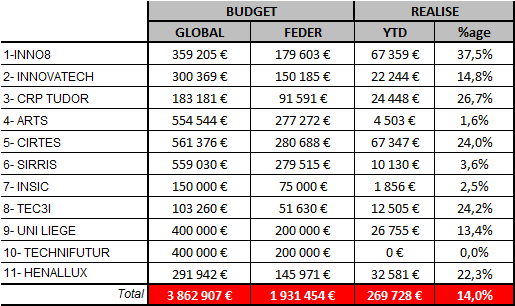 BUDGET REALISE
GLOBAL FEDER YTD %age
1-INNO8 359 205 € 179 603 € 67 359 € 37,5%
2- INNOVATECH 300 369 € 150 185 € 22 244 € 14,8%
3- CRP TUDOR 183 181 € 91 591 € 24 448 € 26,7%
4- ARTS 554 544 € 277 272 € 4 503 € 1,6%
5- CIRTES 561 376 € 280 688 € 67 347 € 24,0%
6- SIRRIS 559 030 € 279 515 € 10 130 € 3,6%
7- INSIC 150 000 € 75 000 € 1 856 € 2,5%
8- TEC3I 103 260 € 51 630 € 12 505 € 24,2%
9- UNI LIEGE 400 000 € 200 000 € 26 755 € 13,4%
10- TECHNIFUTUR 400 000 € 200 000 € 0 € 0,0%
11- HENALLUX 291 942 € 145 971 € 32 581 € 22,3%
Total 3 862 907 € 1 931 454 € 269 728 € 14,0%